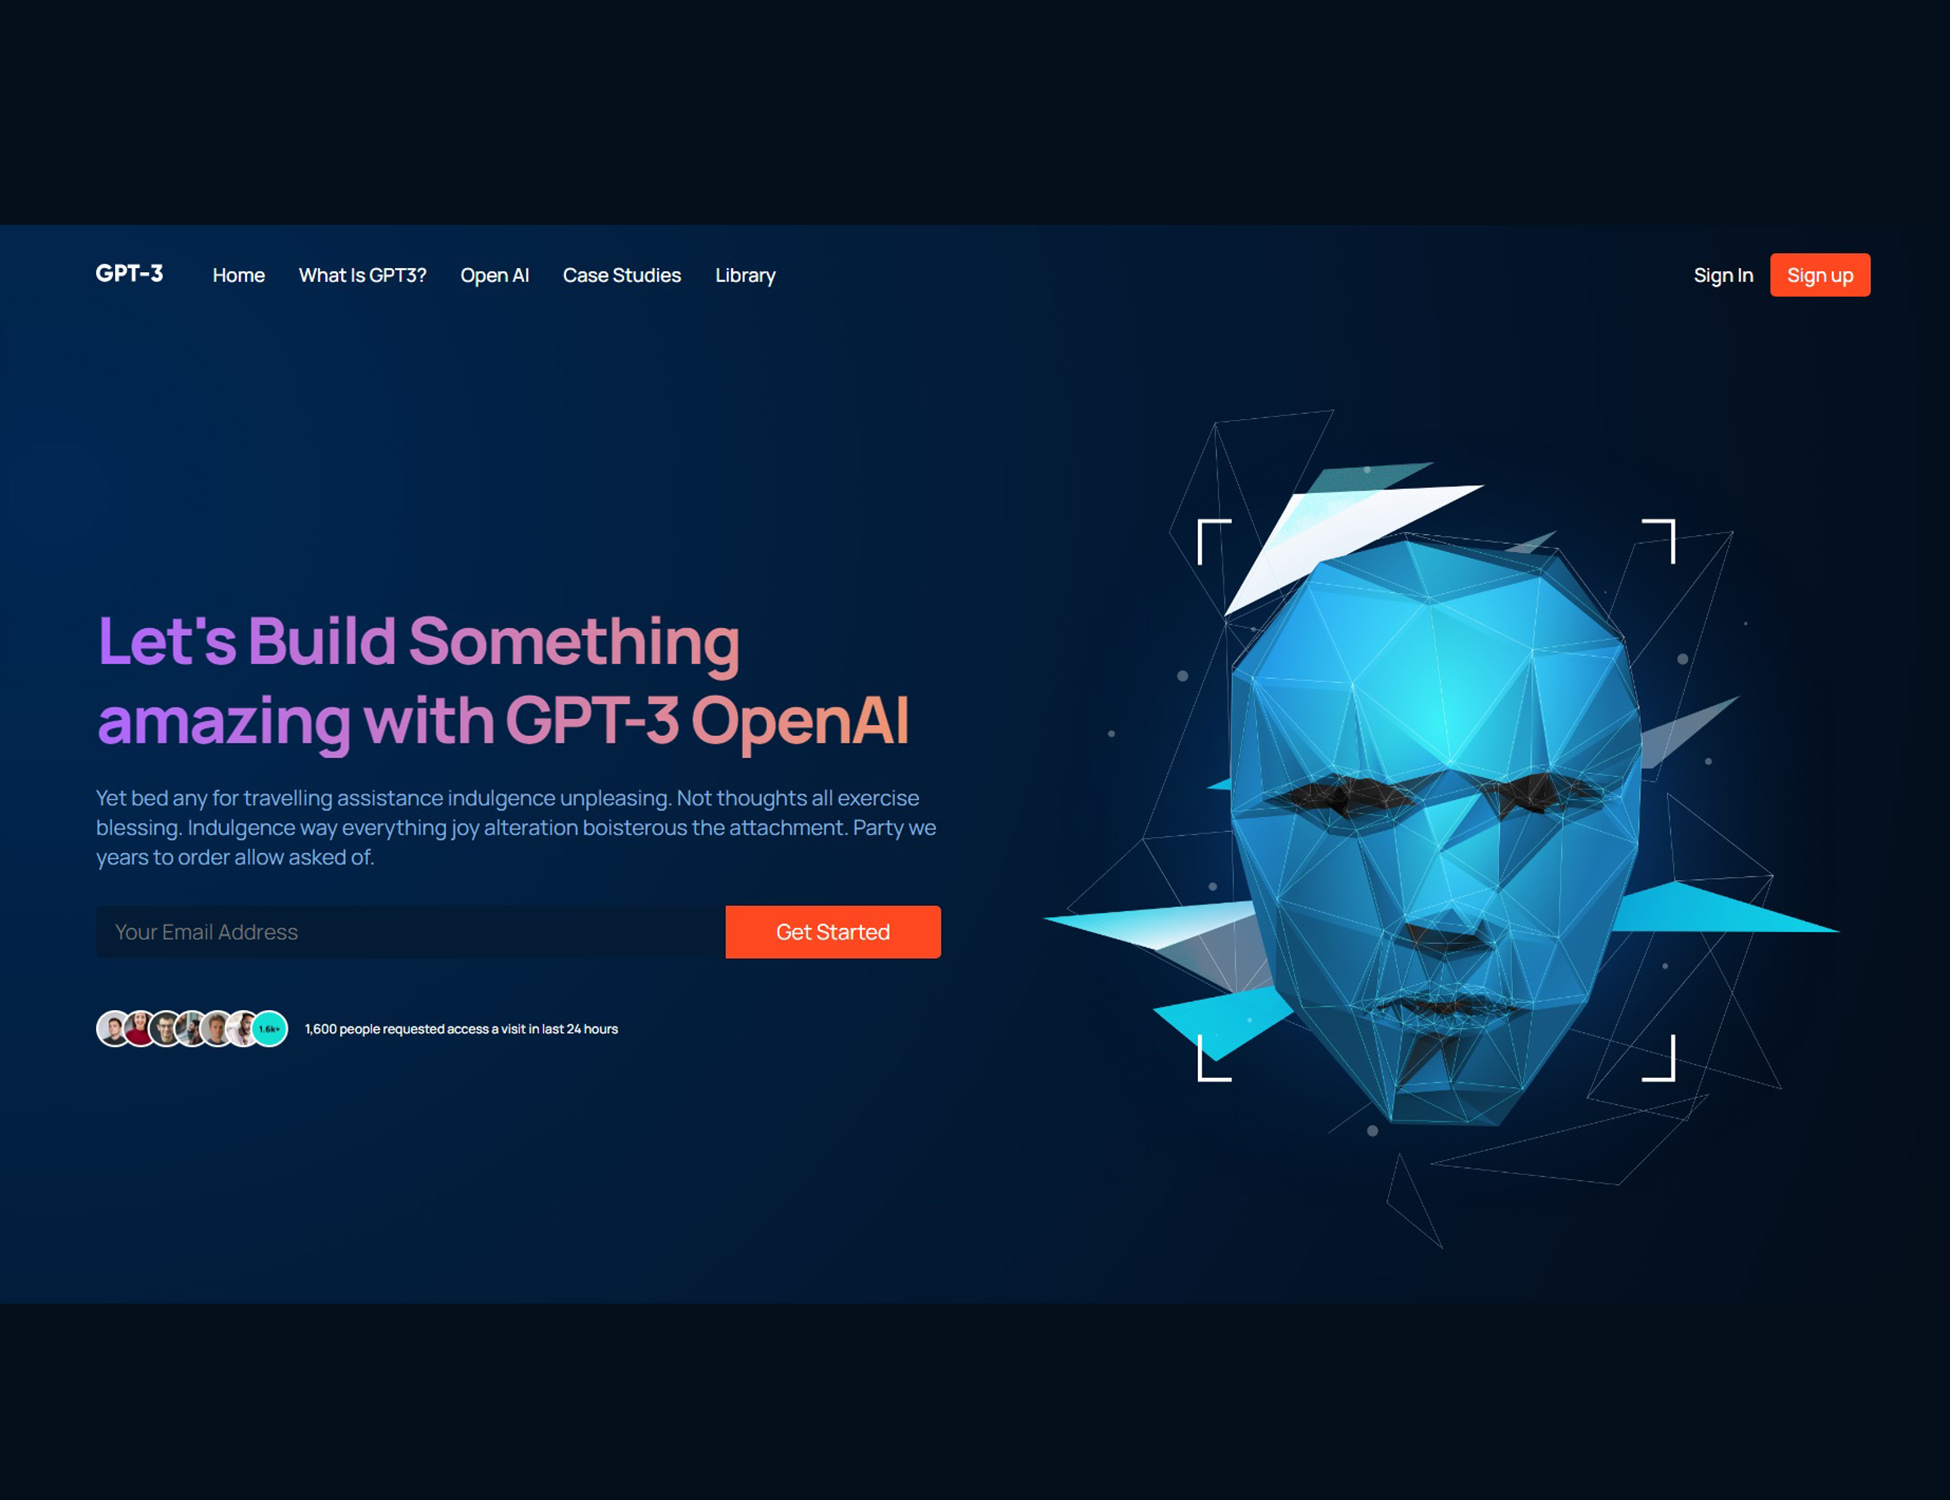 GPT-3
Home
What Is GPT3?
Open AI
Case Studies
Library
Sign In
Sign up
Let's Build Something
amazing with GPT-3 OpenAI
Yet bed any for travelling assistance indulgence unpleasing. Not thoughts all exercise
blessing. Indulgence way everything joy alteration boisterous the attachment. Party we
years to order allow asked of.
Your Email Address
Get Started
1.6k+
1,600 people requested access a visit in last 24 hours